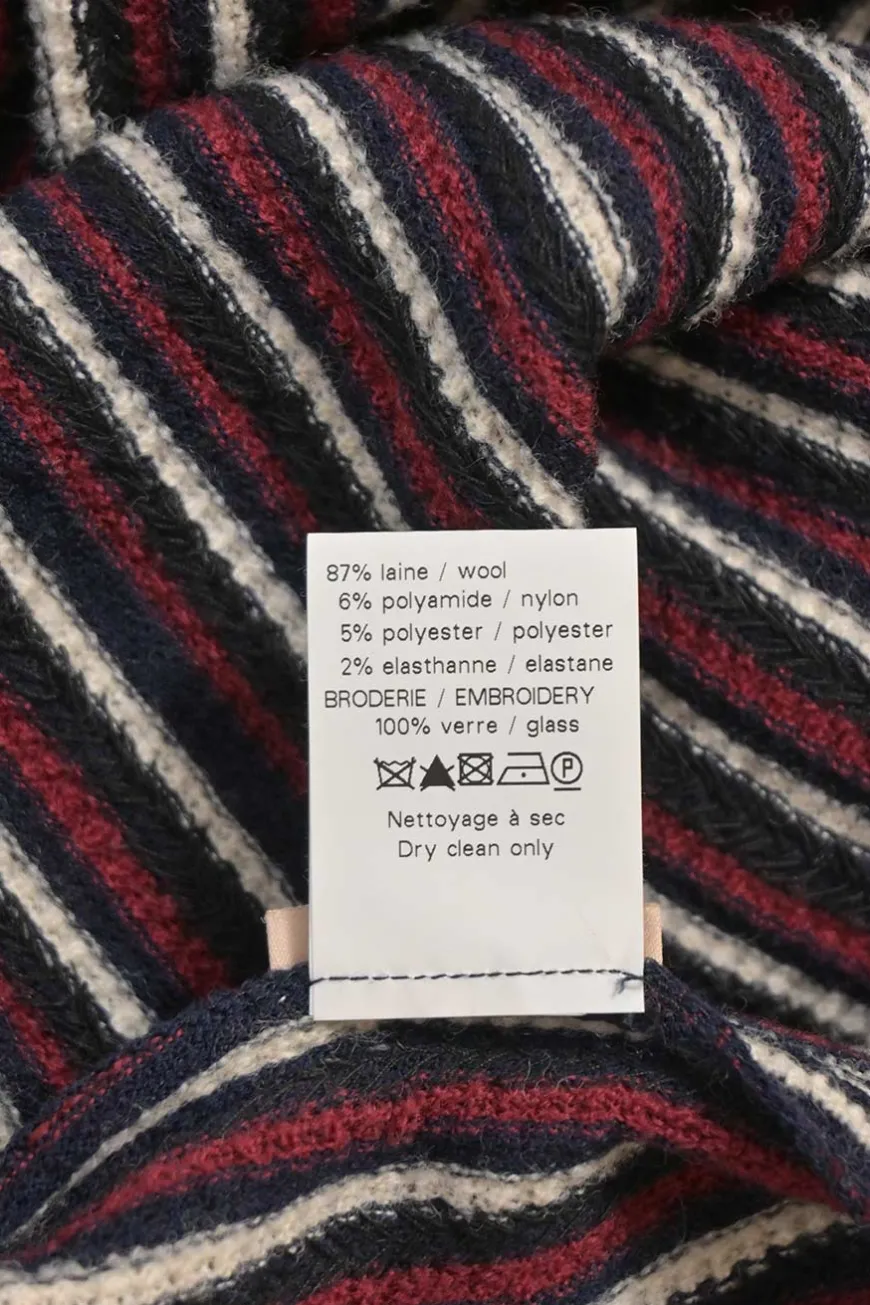 87% laine / wool
6% polyamide / nylon
5% polyester / polyester
2% elasthanne / elastane
BRODERIE / EMBROIDERY
100% verre / glass
P
Nettoyage à sec
Dry clean only